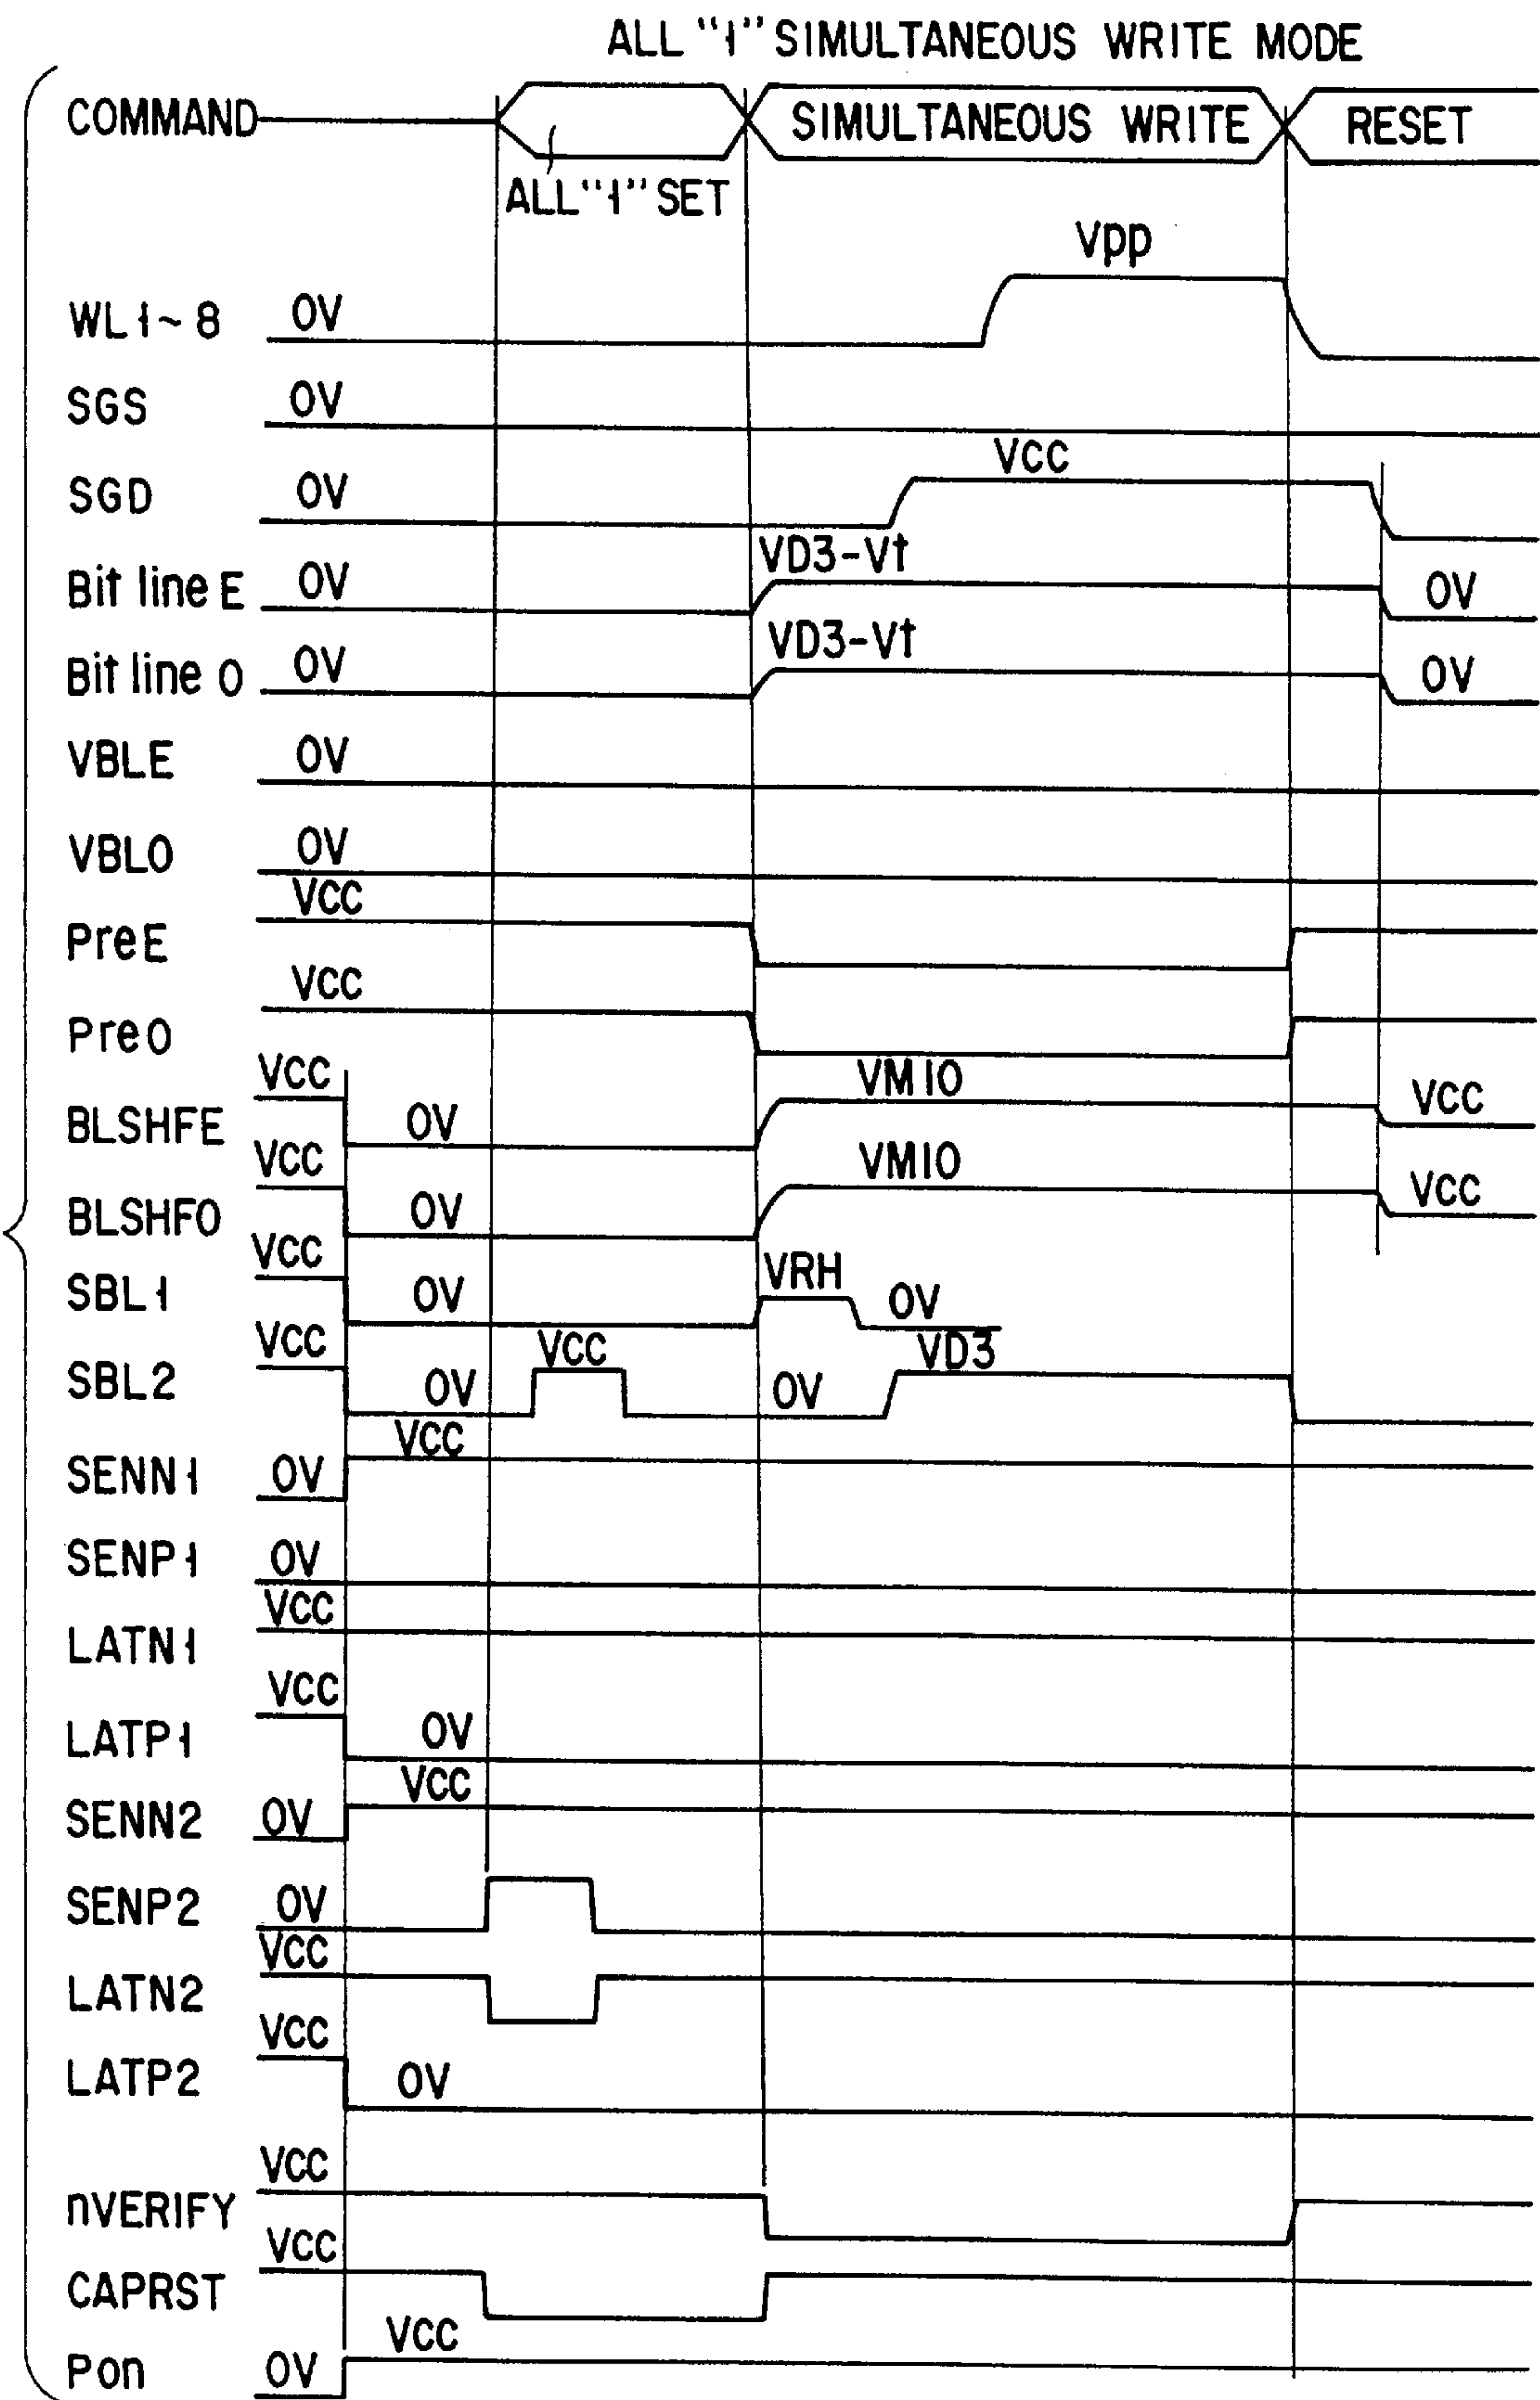 ALL "1" SIMULTANEOUS WRITE MODE
COMMAND SIMULTANEOUS WRITE RESET
ALL "1" SET
Vpp
WL1~8 0V
SGS 0V
VCC
SGD 0V
VD3-Vt
Bit line E 0V 0V
VD3-Vt
Bit line O 0V 0V
VBLE 0V
VBLO 0V
VCC
PreE
VCC
PreO
VCC VM10 VCC
BLSHFE 0V
VCC VM10 VCC
BLSHFO 0V
VCC VRH
SBL1 0V 0V
VCC VCC VD3
SBL2 0V 0V
VCC
SENN1 0V
SENP1 0V
VCC
LATN1
VCC
LATP1 0V
VCC
SENN2 0V
SENP2 0V
VCC
LATN2
VCC
LATP2 0V
VCC
nVERIFY
VCC
CAPRST
VCC
Pon 0V